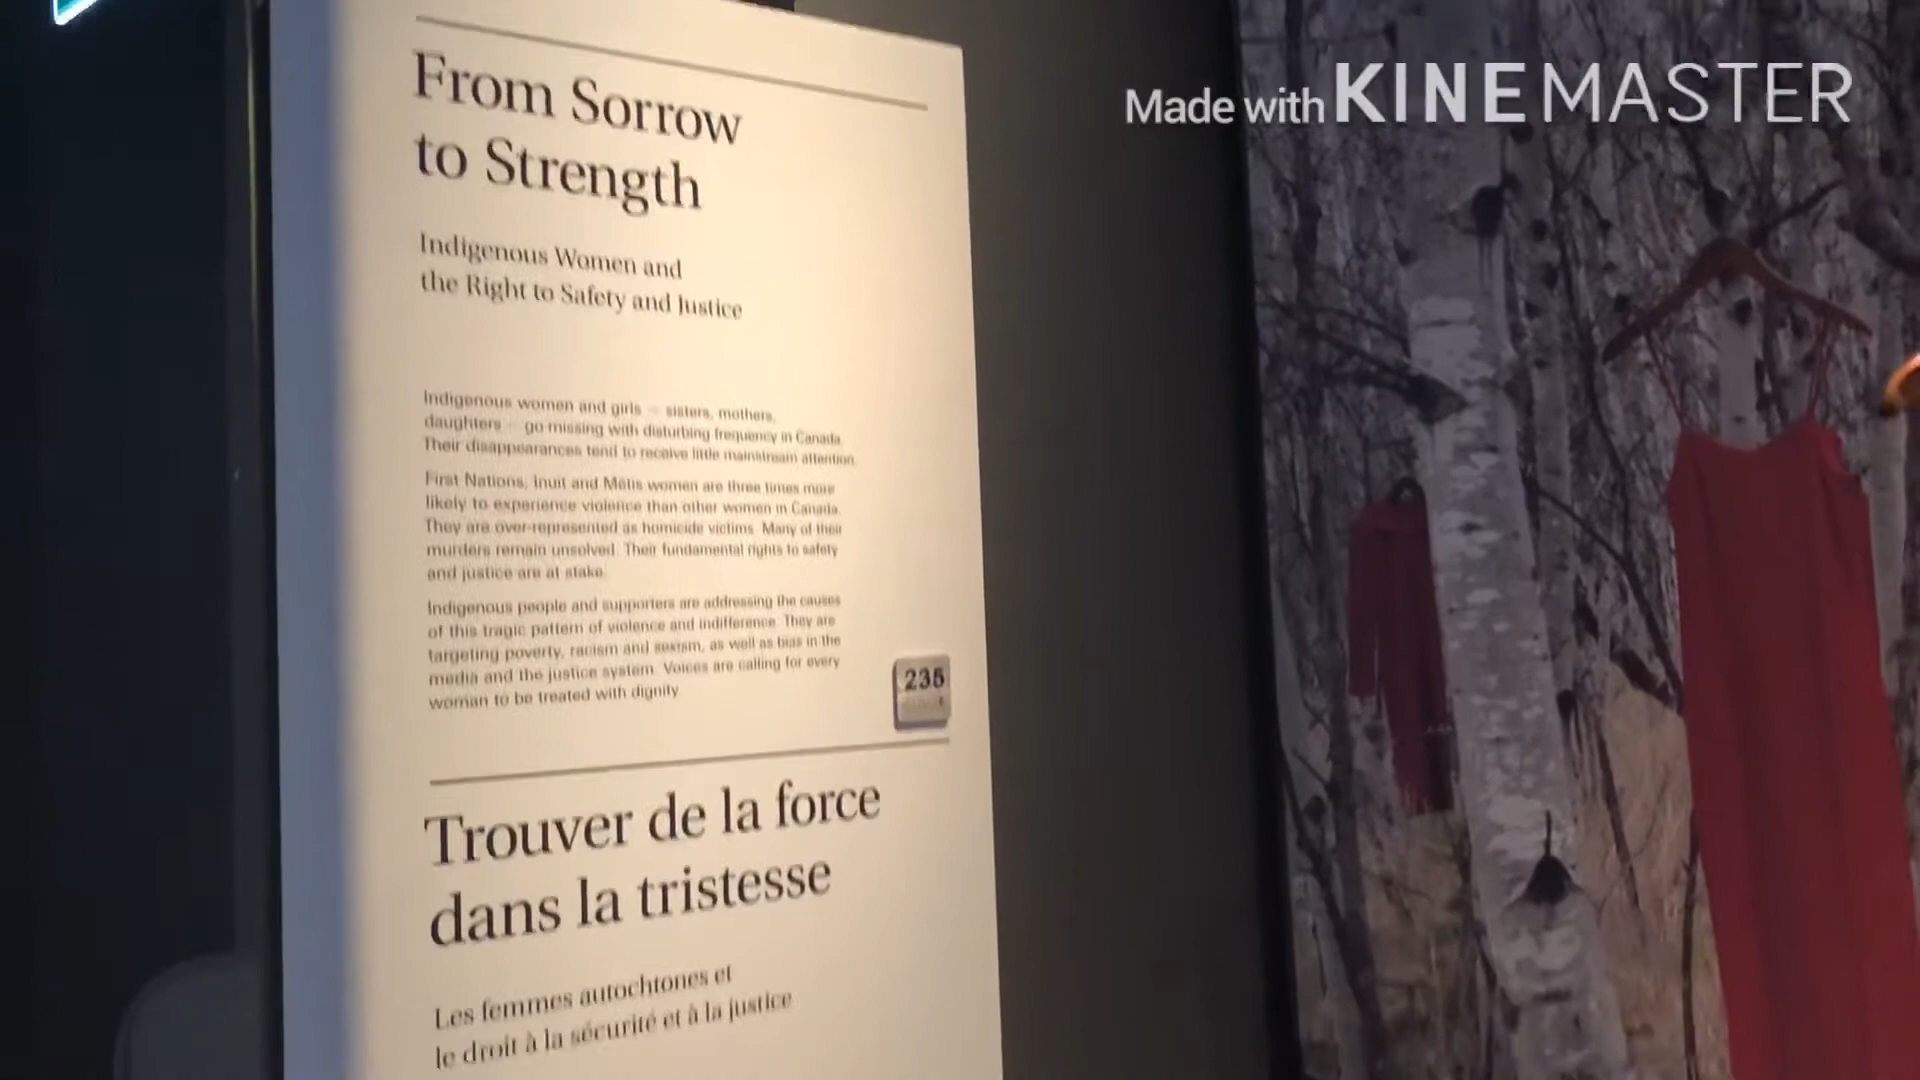 Made with KINEMASTER
From Sorrow
to Strength
Indigenous Women and
the Right to Safety and Justice
Indigenous women and girls – sisters, mothers,
daughters – go missing with disturbing frequency in Canada.
Their disappearances tend to receive little mainstream attention.
First Nations, Inuit and Métis women are three times more
likely to experience violence than other women in Canada.
They are over-represented as homicide victims. Many of their
murders remain unsolved. Their fundamental rights to safety
and justice are at stake.
Indigenous people and supporters are addressing the causes
of this tragic pattern of violence and indifference. They are
targeting poverty, racism and sexism, as well as bias in the
media and the justice system. Voices are calling for every
woman to be treated with dignity.
235
Trouver de la force
dans la tristesse
Les femmes autochtones et
le droit à la sécurité et à la justice